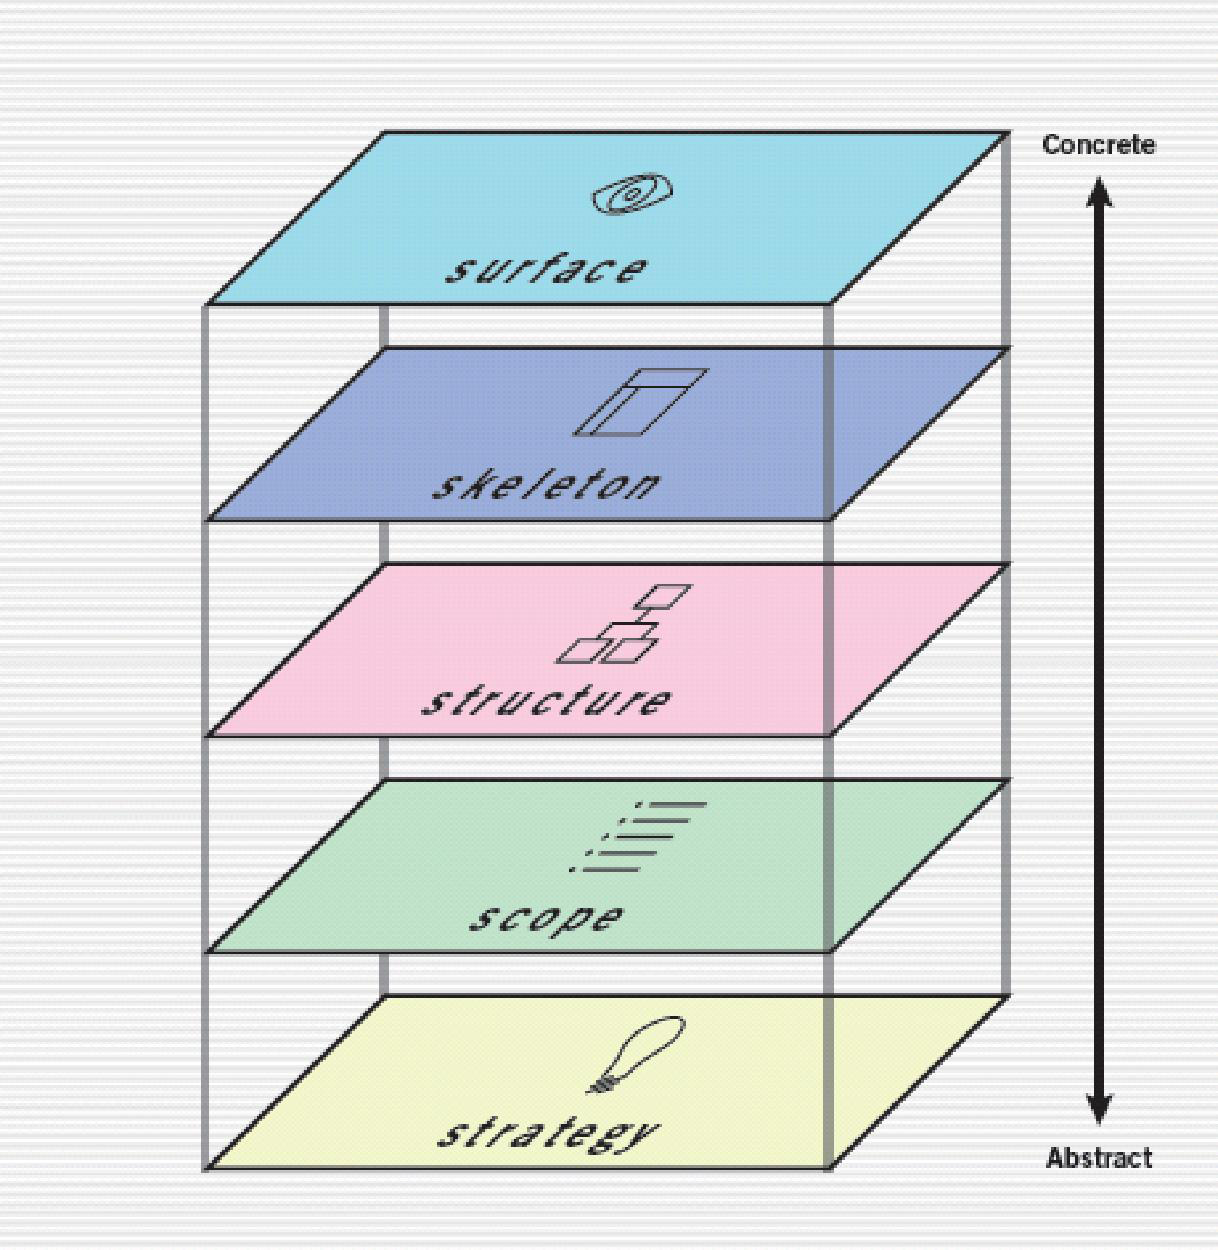 Concrete
surface
skeleton
structure
scope
strategy
Abstract